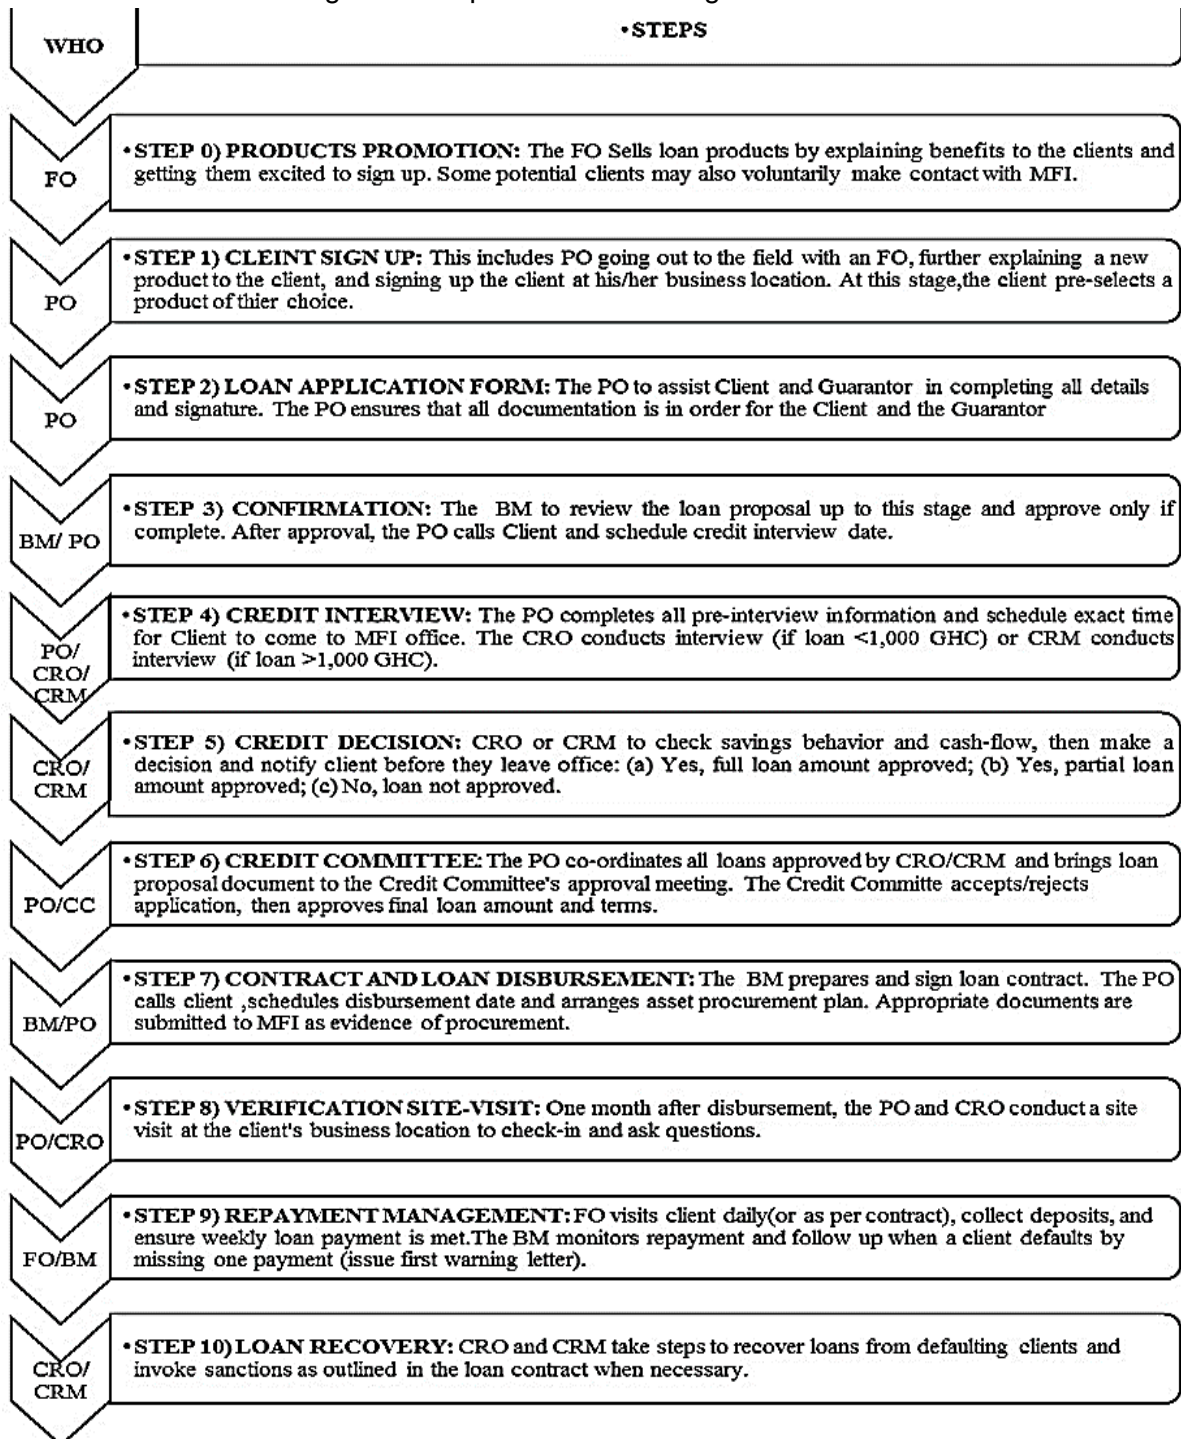 WHO
•STEPS
FO
•STEP 0) PRODUCTS PROMOTION: The FO Sells loan products by explaining benefits to the clients and
getting them excited to sign up. Some potential clients may also voluntarily make contact with MFI.
PO
•STEP 1) CLEINT SIGN UP: This includes PO going out to the field with an FO, further explaining a new
product to the client, and signing up the client at his/her business location. At this stage,the client pre-selects a
product of thier choice.
PO
•STEP 2) LOAN APPLICATION FORM: The PO to assist Client and Guarantor in completing all details
and signature. The PO ensures that all documentation is in order for the Client and the Guarantor
BM/ PO
•STEP 3) CONFIRMATION: The BM to review the loan proposal up to this stage and approve only if
complete. After approval, the PO calls Client and schedule credit interview date.
PO/
CRO/
CRM
•STEP 4) CREDIT INTERVIEW: The PO completes all pre-interview information and schedule exact time
for Client to come to MFI office. The CRO conducts interview (if loan <1,000 GHC) or CRM conducts
interview (if loan >1,000 GHC).
CRO/
CRM
•STEP 5) CREDIT DECISION: CRO or CRM to check savings behavior and cash-flow, then make a
decision and notify client before they leave office: (a) Yes, full loan amount approved; (b) Yes, partial loan
amount approved; (c) No, loan not approved.
PO/CC
•STEP 6) CREDIT COMMITTEE: The PO co-ordinates all loans approved by CRO/CRM and brings loan
proposal document to the Credit Committee's approval meeting. The Credit Committe accepts/rejects
application, then approves final loan amount and terms.
BM/PO
•STEP 7) CONTRACT AND LOAN DISBURSEMENT: The BM prepares and sign loan contract. The PO
calls client ,schedules disbursement date and arranges asset procurement plan. Appropriate documents are
submitted to MFI as evidence of procurement.
PO/CRO
•STEP 8) VERIFICATION SITE-VISIT: One month after disbursement, the PO and CRO conduct a site
visit at the client's business location to check-in and ask questions.
FO/BM
•STEP 9) REPAYMENT MANAGEMENT: FO visits client daily(or as per contract), collect deposits, and
ensure weekly loan payment is met.The BM monitors repayment and follow up when a client defaults by
missing one payment (issue first warning letter).
CRO/
CRM
•STEP 10) LOAN RECOVERY: CRO and CRM take steps to recover loans from defaulting clients and
invoke sanctions as outlined in the loan contract when necessary.